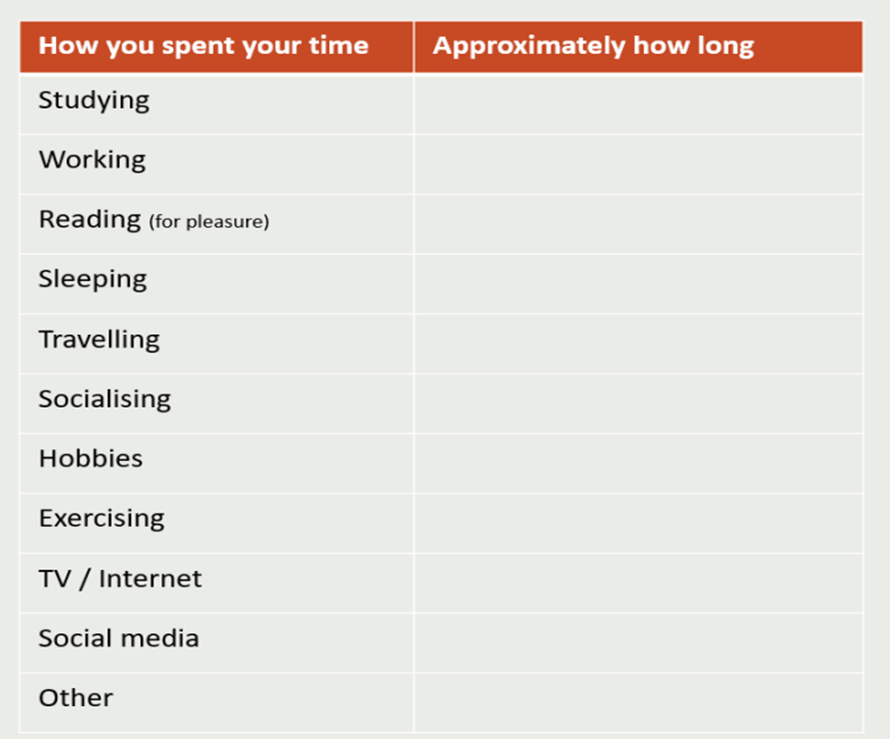 How you spent your time Approximately how long
Studying
Working
Reading (for pleasure)
Sleeping
Travelling
Socialising
Hobbies
Exercising
TV / Internet
Social media
Other